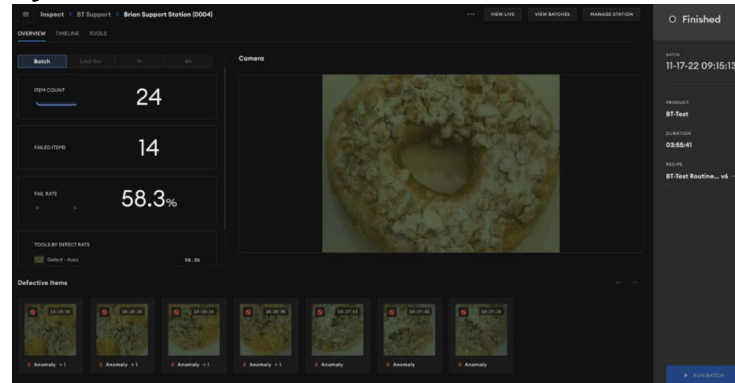 Inspect > BT Support > Brian Support Station (0004)
VIEW LIVE
VIEW BATCHES
MANAGE STATION
Finished
OVERVIEW
TIMELINE
TOOLS
Batch
Camera
BATCH
11-17-22 09:15:13
ITEM COUNT
24
PRODUCT
BT-Test
DURATION
03:55:41
FAILED ITEMS
14
RECIPE
BT-Test Routine... v6
FAIL RATE
58.3%
TOOLS BY DEFECT RATE
Defect - Area
58.3%
Defective Items
Anomaly +1
Anomaly +1
Anomaly +1
Anomaly +1
Anomaly
Anomaly
Anomaly
RUN BATCH